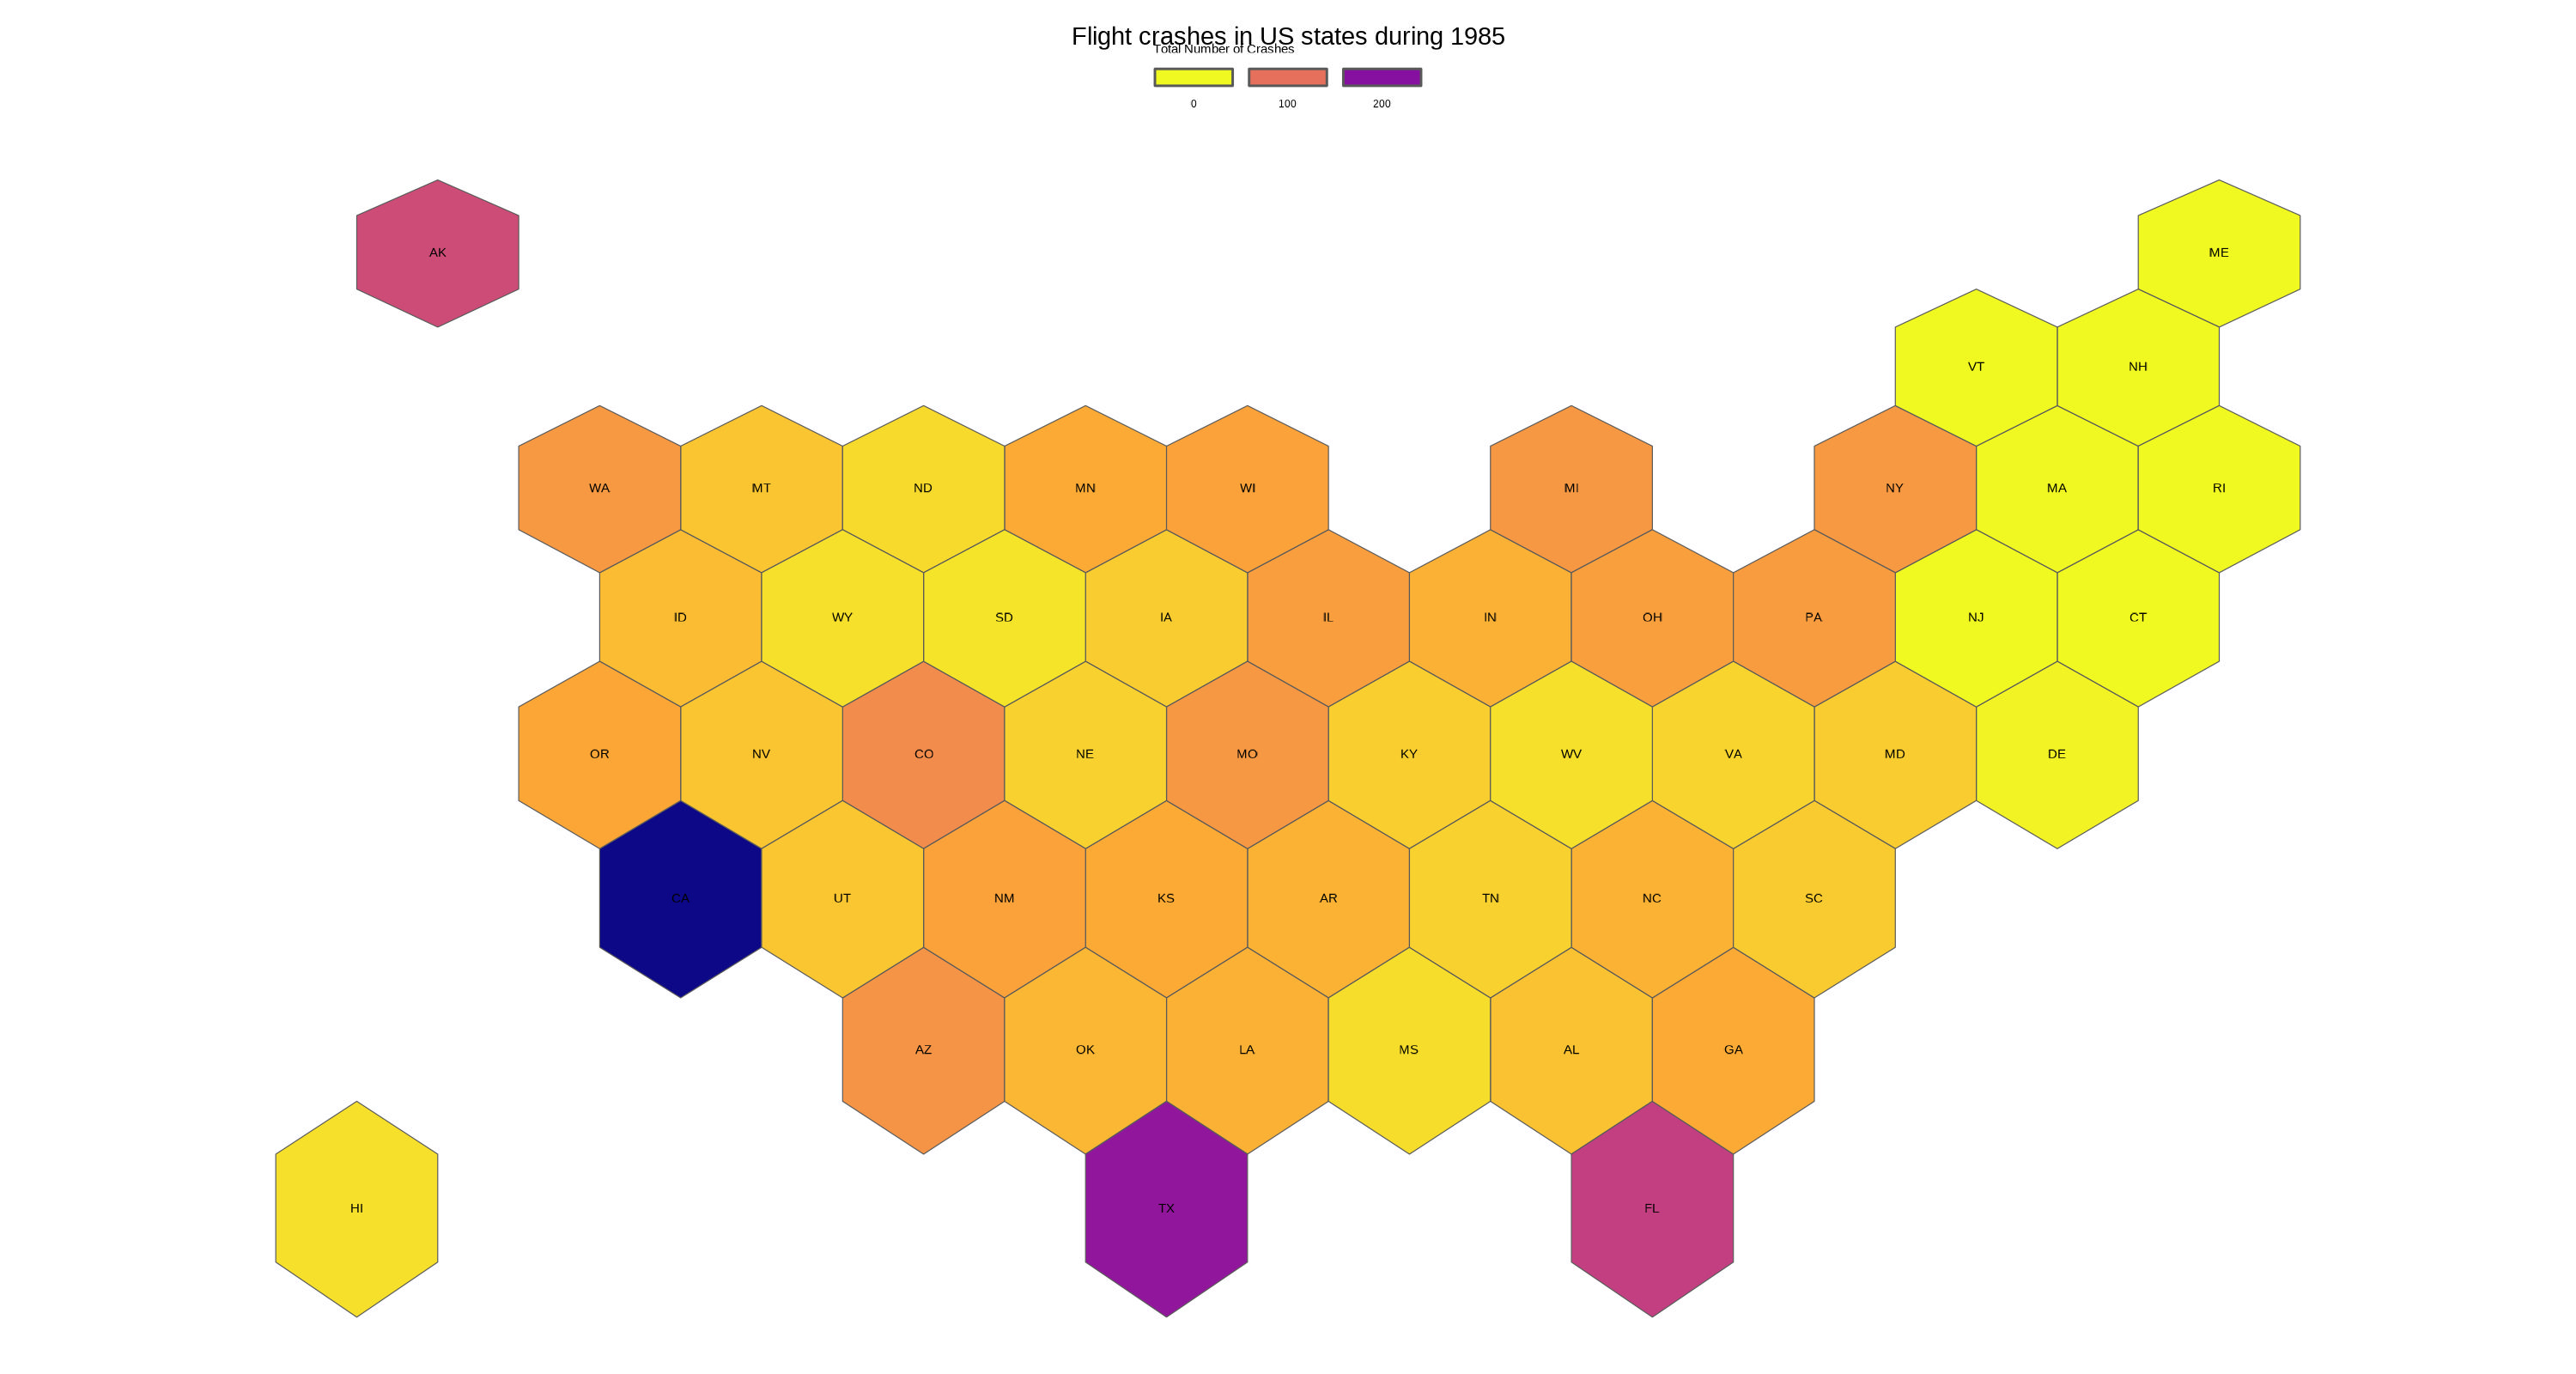 Flight crashes in US states during 1985
Total Number of Crashes
0 100 200
AK ME
VT NH
WA MT ND MN WI MI NY MA RI
ID WY SD IA IL IN OH PA NJ CT
OR NV CO NE MO KY WV VA MD DE
CA UT NM KS AR TN NC SC
AZ OK LA MS AL GA
HI TX FL